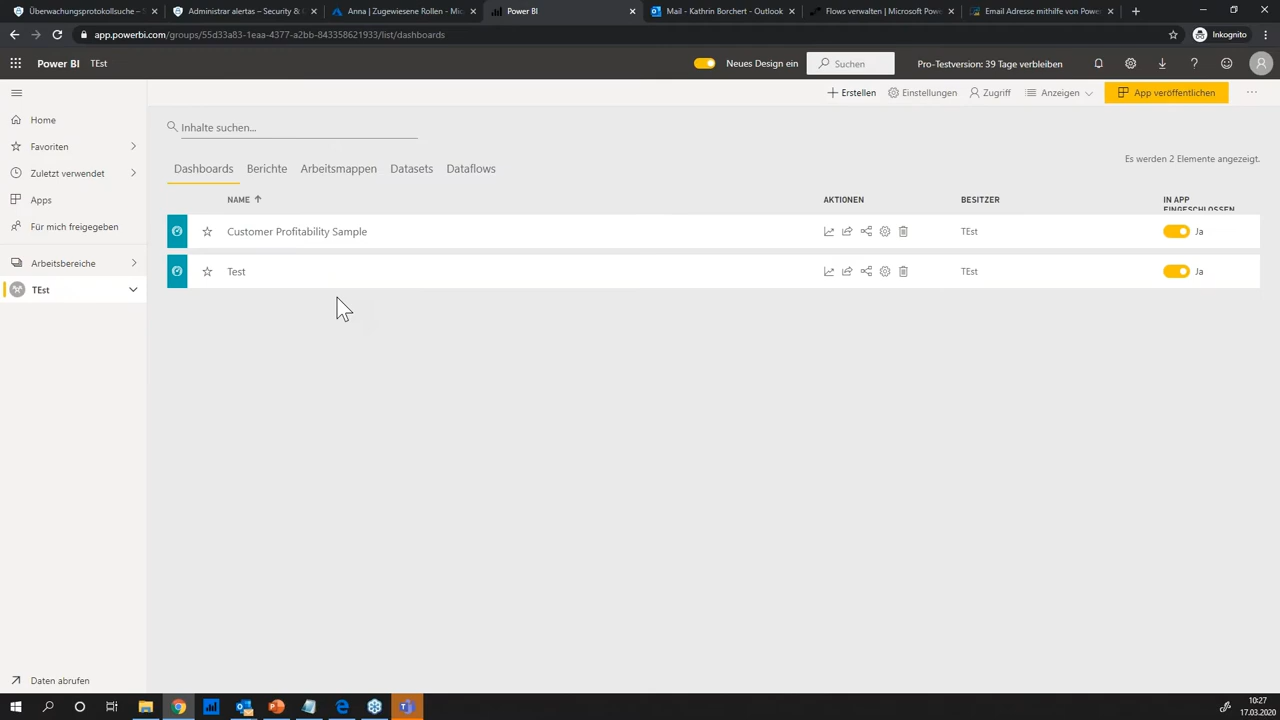 Überwachungsprotokollsuche – S
Administrar alertas – Security & C
Anna | Zugewiesene Rollen - Mic
Power BI
Mail - Kathrin Borchert - Outlook
Flows verwalten | Microsoft Powe
Email Adresse mithilfe von Power
app.powerbi.com/groups/55d33a83-1eaa-4377-a2bb-843358621933/list/dashboards
Inkognito
Power BI TEst
Neues Design ein
Suchen
Pro-Testversion: 39 Tage verbleiben
Erstellen
Einstellungen
Zugriff
Anzeigen
App veröffentlichen
Home
Favoriten
Zuletzt verwendet
Apps
Für mich freigegeben
Arbeitsbereiche
TEst
Daten abrufen
Inhalte suchen...
Dashboards Berichte Arbeitsmappen Datasets Dataflows
Es werden 2 Elemente angezeigt.
NAME AKTIONEN BESITZER IN APP
EINGESCHLOSSEN
Customer Profitability Sample TEst Ja
Test TEst Ja
10:27
17.03.2020